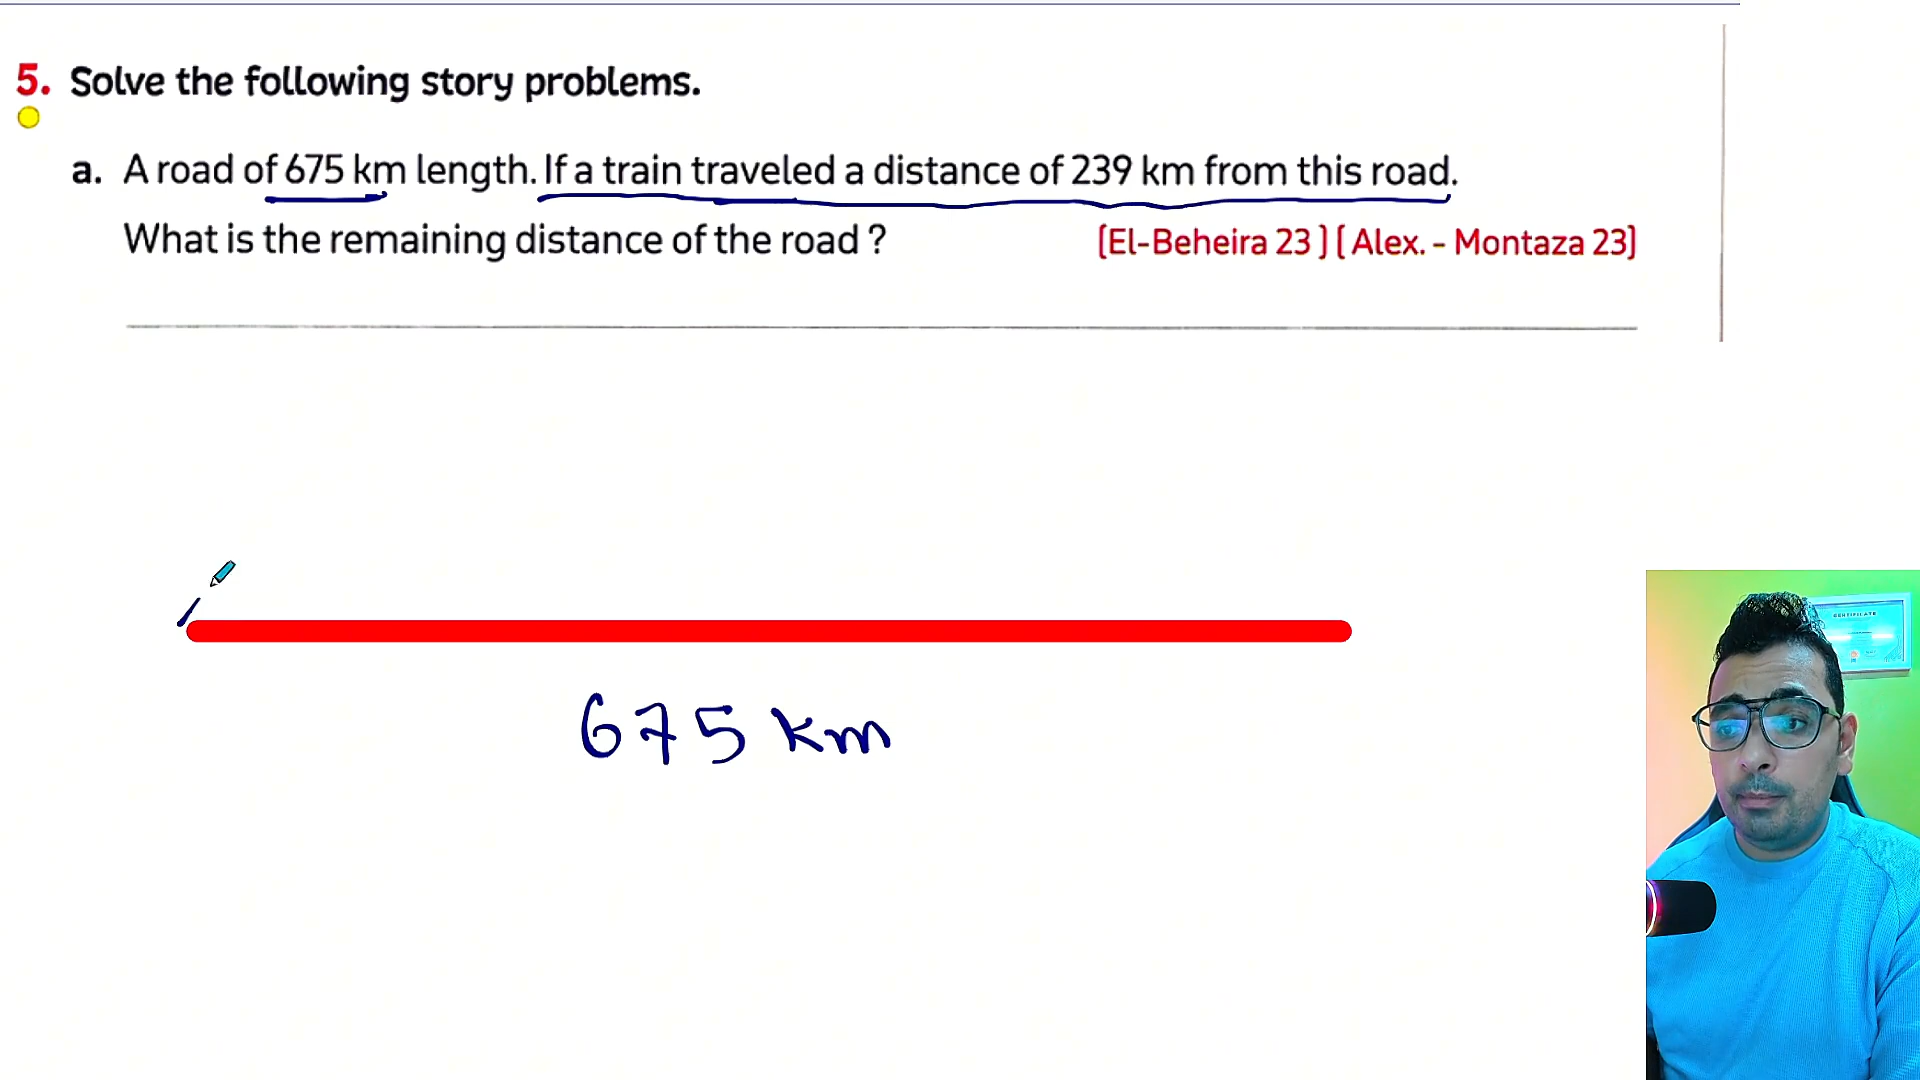 5. Solve the following story problems.
a. A road of 675 km length. If a train traveled a distance of 239 km from this road.
What is the remaining distance of the road ? [El-Beheira 23 ] [ Alex. - Montaza 23]
675 km
CERTIFICATE